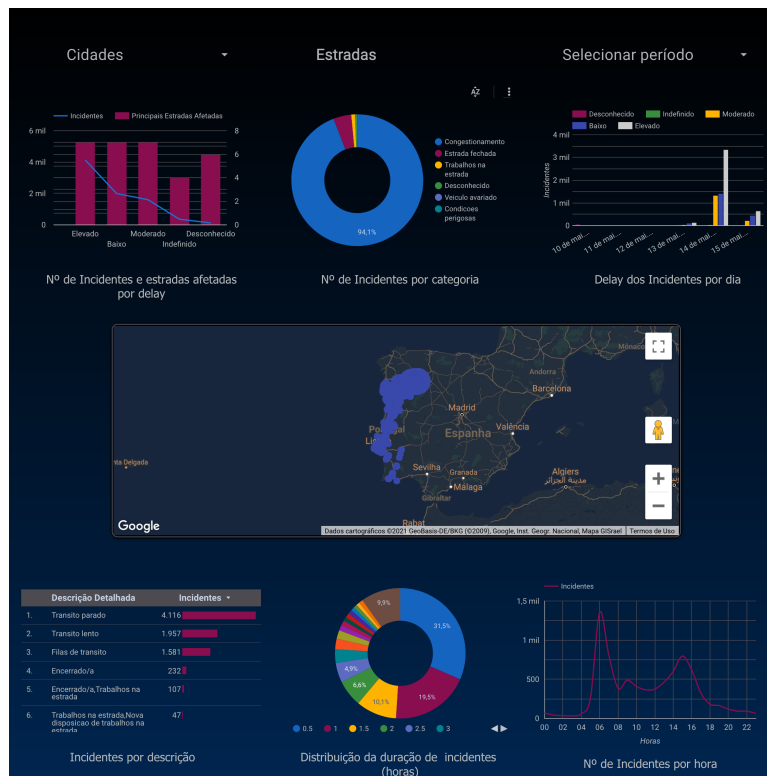 Cidades
Estradas
Selecionar período
Incidentes
Principais Estradas Afetadas
6 mil
4 mil
2 mil
0
8
6
4
2
0
Elevado
Baixo
Moderado
Indefinido
Desconhecido
Nº de Incidentes e estradas afetadas
por delay
AZ
Congestionamento
Estrada fechada
Trabalhos na
estrada
Desconhecido
Veiculo avariado
Condicoes
perigosas
94,1%
Nº de Incidentes por categoria
Desconhecido
Indefinido
Moderado
Baixo
Elevado
Incidentes
4 mil
3 mil
2 mil
1 mil
0
10 de mai...
11 de mai...
12 de mai...
13 de mai...
14 de mai...
15 de mai...
Delay dos Incidentes por dia
Mónaco
Andorra
Barcelona
Madrid
Espanha
València
Sevilha
Granada
Málaga
Gibraltar
Algiers
مدينة الجزائر
Rabat
nta Delgada
Google
Dados cartográficos ©2021 GeoBasis-DE/BKG (©2009), Google, Inst. Geogr. Nacional, Mapa GISrael
Termos de Uso
Descrição Detalhada Incidentes
1. Transito parado 4.116
2. Transito lento 1.957
3. Filas de transito 1.581
4. Encerrado/a 232
5. Encerrado/a,Trabalhos na
estrada 107
6. Trabalhos na estrada,Nova
disposicao de trabalhos na
estrada 47
Incidentes por descrição
31,5%
19,5%
10,1%
6,6%
4,9%
9,9%
0.5
1
1.5
2
2.5
3
Distribuição da duração de incidentes
(horas)
Incidentes
1,5 mil
1 mil
500
0
00 02 04 06 08 10 12 14 16 18 20 22
Horas
Nº de Incidentes por hora